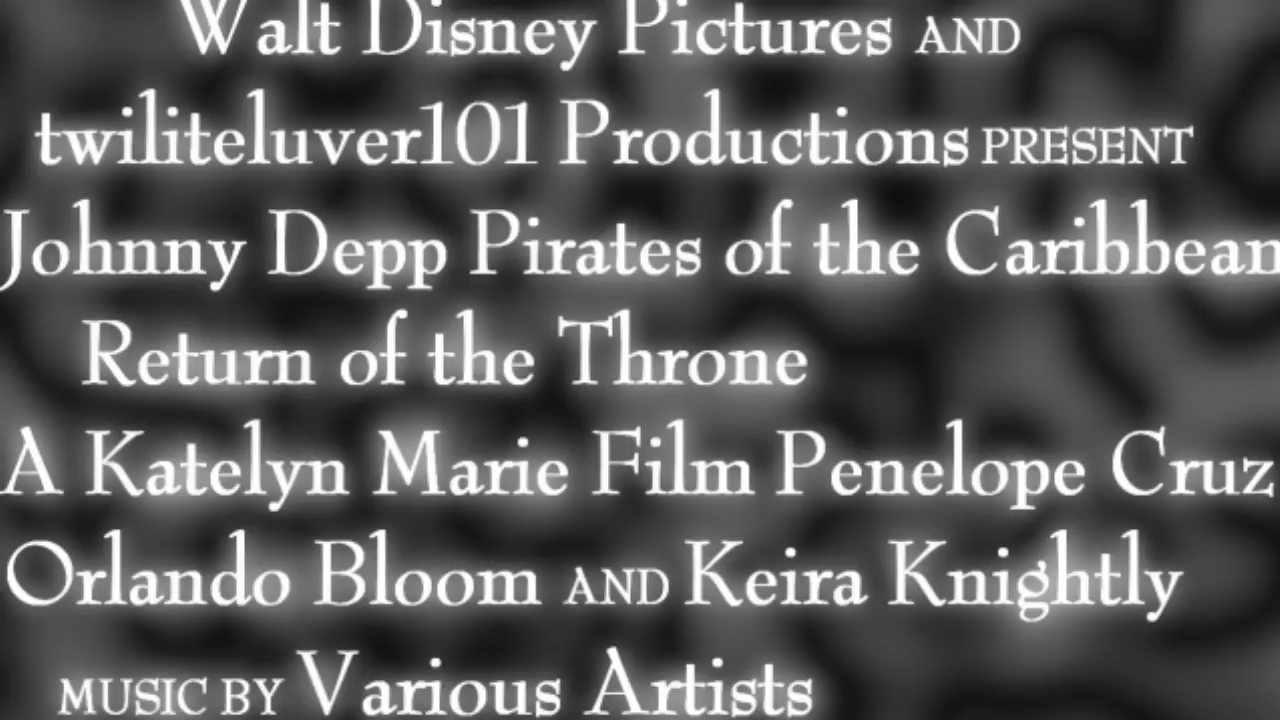 Walt Disney Pictures AND
twiliteluver101 Productions PRESENT
Johnny Depp Pirates of the Caribbean
Return of the Throne
A Katelyn Marie Film Penelope Cruz
Orlando Bloom AND Keira Knightly
MUSIC BY Various Artists